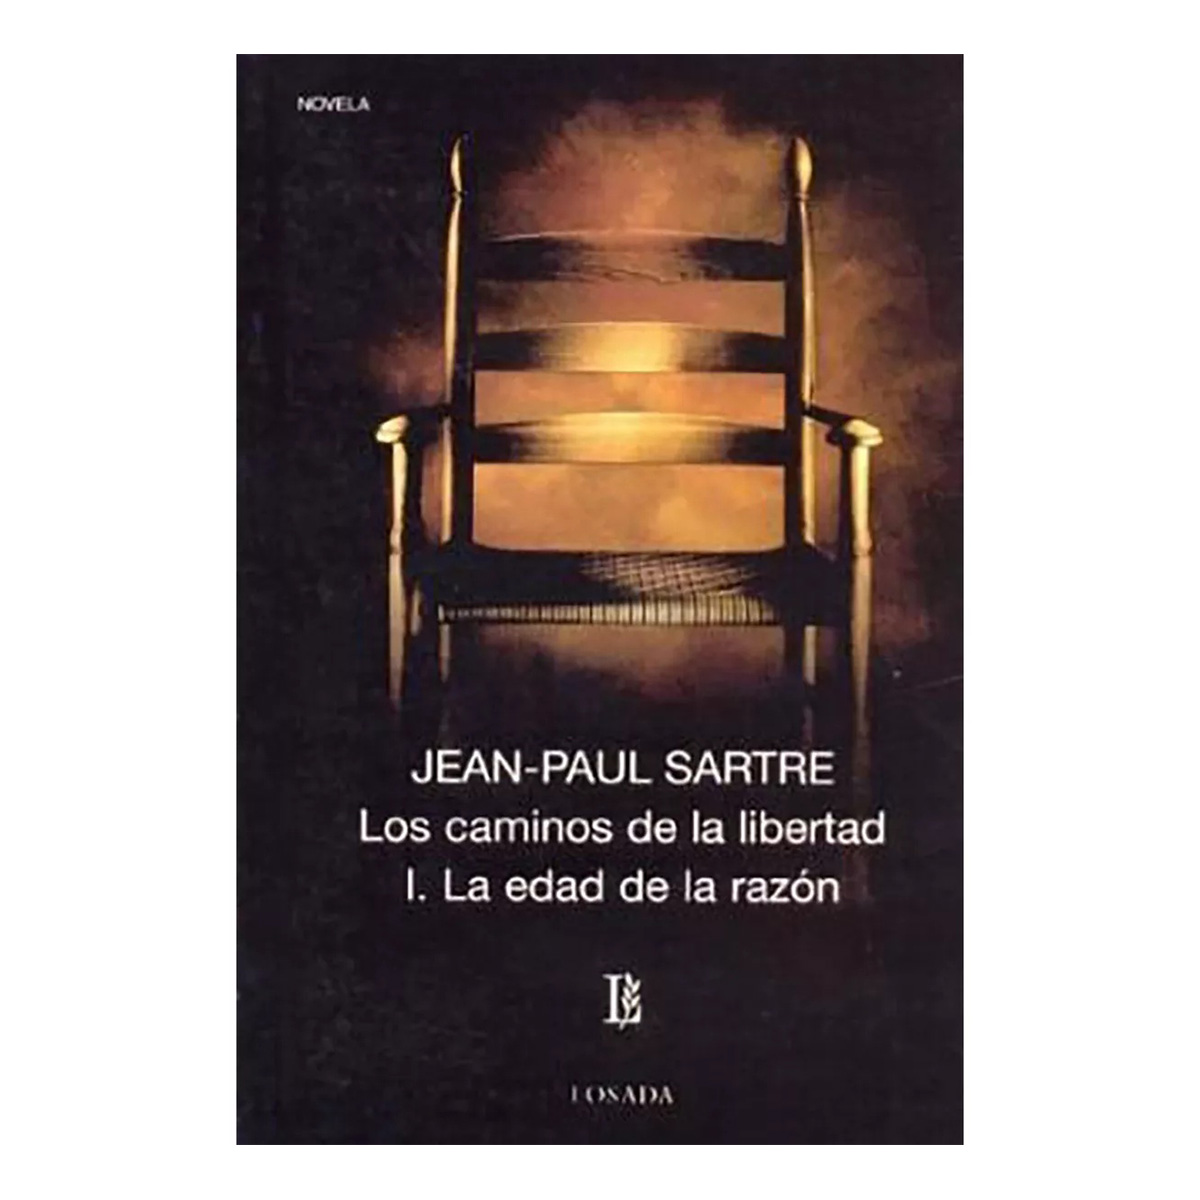 NOVELA
JEAN-PAUL SARTRE
Los caminos de la libertad
I. La edad de la razón
L
LOSADA